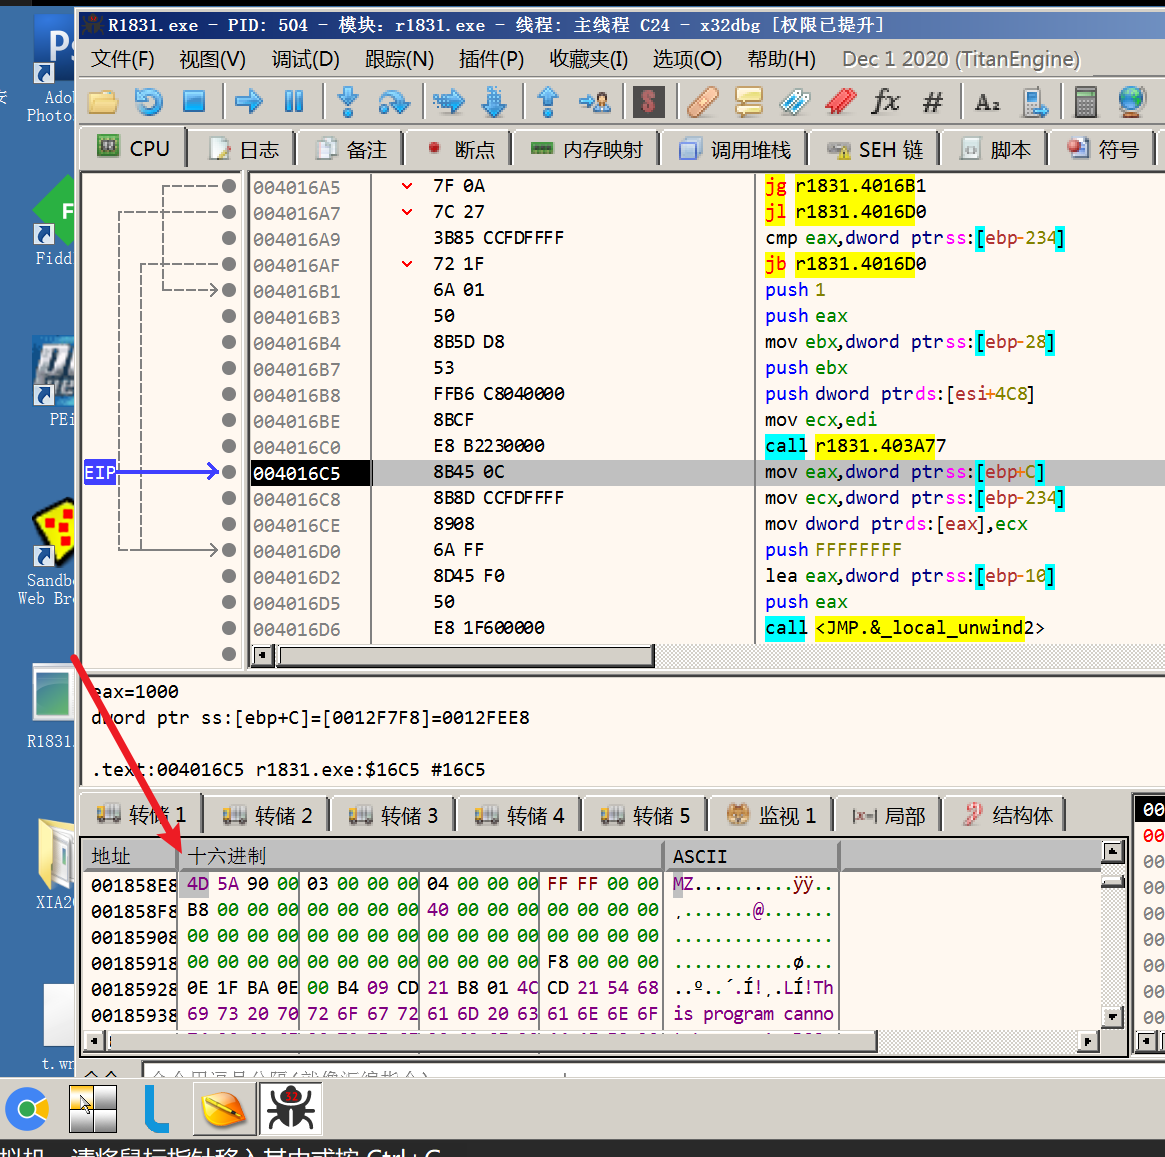 R1831.exe - PID: 504 - 模块: r1831.exe - 线程: 主线程 C24 - x32dbg [权限已提升]
文件(F) 视图(V) 调试(D) 跟踪(N) 插件(P) 收藏夹(I) 选项(O) 帮助(H) Dec 1 2020 (TitanEngine)
CPU 日志 备注 断点 内存映射 调用堆栈 SEH 链 脚本 符号
004016A5 7F 0A jg r1831.4016B1
004016A7 7C 27 jl r1831.4016D0
004016A9 3B85 CCFDFFFF cmp eax,dword ptr ss:[ebp-234]
004016AF 72 1F jb r1831.4016D0
004016B1 6A 01 push 1
004016B3 50 push eax
004016B4 8B5D D8 mov ebx,dword ptr ss:[ebp-28]
004016B7 53 push ebx
004016B8 FFB6 C8040000 push dword ptr ds:[esi+4C8]
004016BE 8BCF mov ecx,edi
004016C0 E8 B2230000 call r1831.403A77
EIP 004016C5 8B45 0C mov eax,dword ptr ss:[ebp+C]
004016C8 8B8D CCFDFFFF mov ecx,dword ptr ss:[ebp-234]
004016CE 8908 mov dword ptr ds:[eax],ecx
004016D0 6A FF push FFFFFFFF
004016D2 8D45 F0 lea eax,dword ptr ss:[ebp-10]
004016D5 50 push eax
004016D6 E8 1F600000 call <JMP.&_local_unwind2>
eax=1000
dword ptr ss:[ebp+C]=[0012F7F8]=0012FEE8
.text:004016C5 r1831.exe:$16C5 #16C5
转储 1 转储 2 转储 3 转储 4 转储 5 监视 1 局部 结构体
地址 十六进制 ASCII
001858E8 4D 5A 90 00 03 00 00 00 04 00 00 00 FF FF 00 00 MZ..........ÿÿ..
001858F8 B8 00 00 00 00 00 00 00 40 00 00 00 00 00 00 00 ¸.......@.......
00185908 00 00 00 00 00 00 00 00 00 00 00 00 00 00 00 00 ................
00185918 00 00 00 00 00 00 00 00 00 00 00 00 F8 00 00 00 ............ø...
00185928 0E 1F BA 0E 00 B4 09 CD 21 B8 01 4C CD 21 54 68 ..º..´.Í!¸.LÍ!Th
00185938 69 73 20 70 72 6F 67 72 61 6D 20 63 61 6E 6E 6F is program canno
Ps
Ado
Photo
Fidd
PEi
Sandb
Web Br
R1831.
XIA2
t.wn
32
请将鼠标指针移入其中或按 Ctrl+G